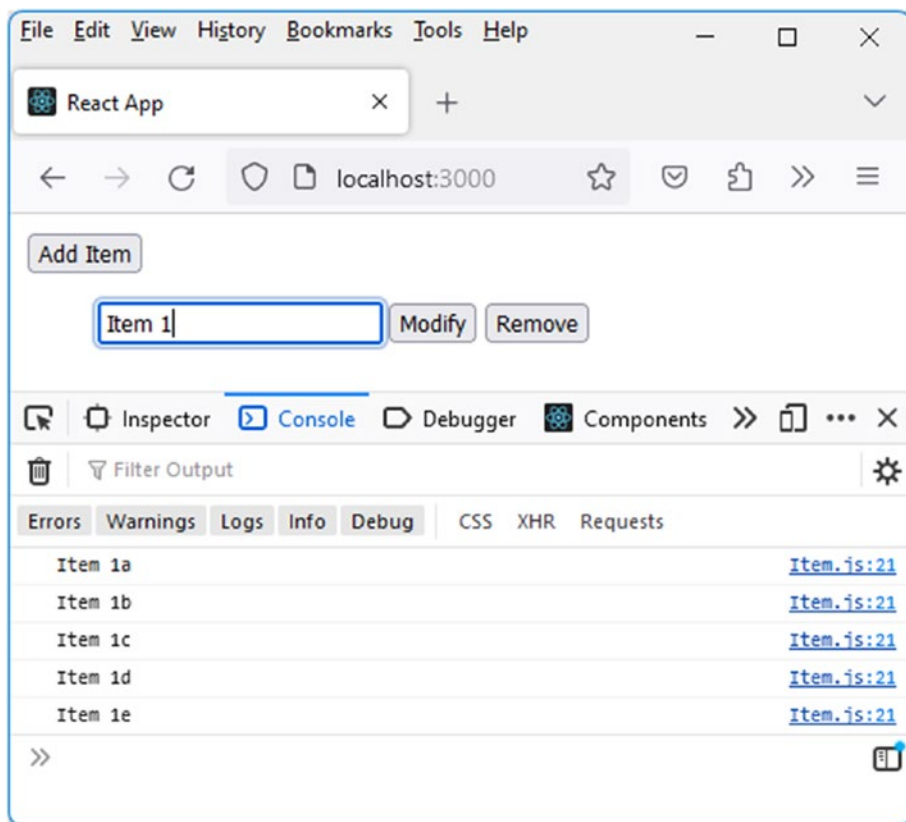 File Edit View History Bookmarks Tools Help
React App
localhost:3000
Add Item
Item 1 Modify Remove
Inspector Console Debugger Components
Filter Output
Errors Warnings Logs Info Debug CSS XHR Requests
Item 1a Item.js:21
Item 1b Item.js:21
Item 1c Item.js:21
Item 1d Item.js:21
Item 1e Item.js:21